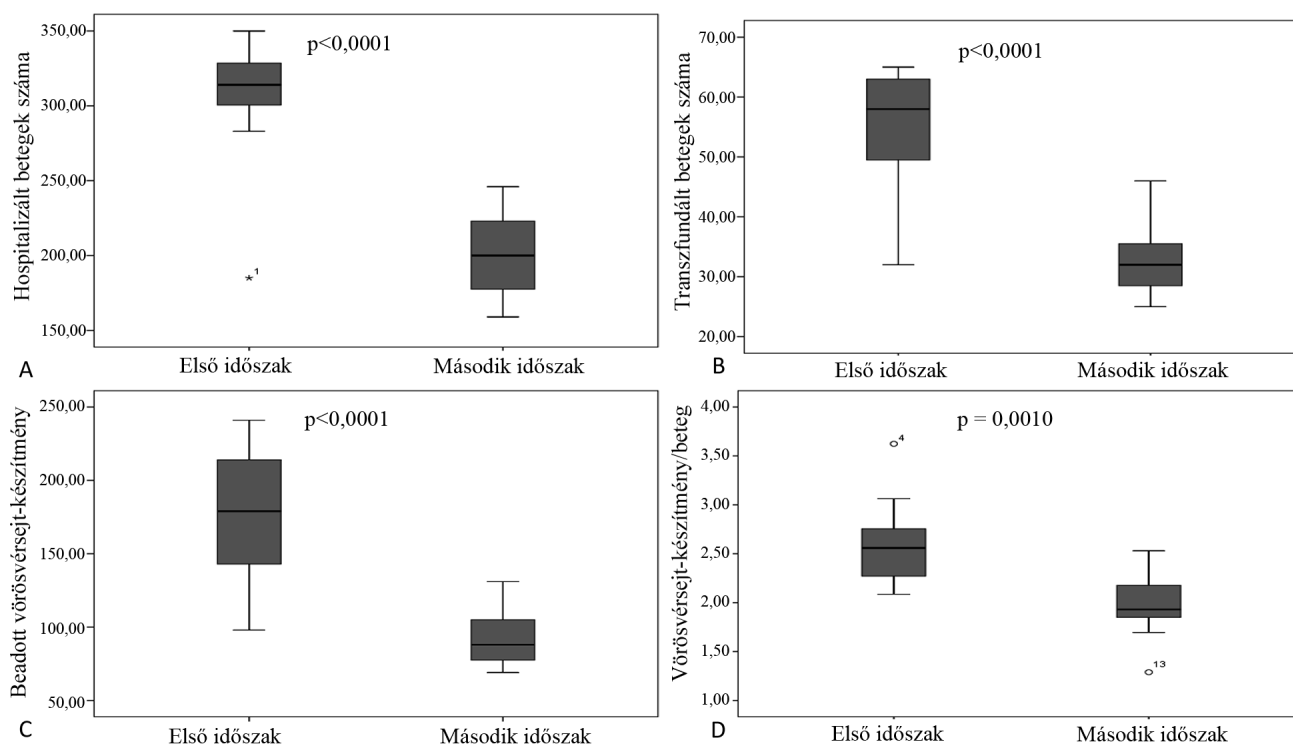 Hospitalizált betegek száma
350,00
300,00
250,00
200,00
150,00
p<0,0001
*1
Első időszak
Második időszak
A
Transzfundált betegek száma
70,00
60,00
50,00
40,00
30,00
20,00
p<0,0001
Első időszak
Második időszak
B
Beadott vörösvérsejt-készítmény
250,00
200,00
150,00
100,00
50,00
p<0,0001
Első időszak
Második időszak
C
Vörösvérsejt-készítmény/beteg
4,00
3,50
3,00
2,50
2,00
1,50
1,00
p = 0,0010
4
13
Első időszak
Második időszak
D